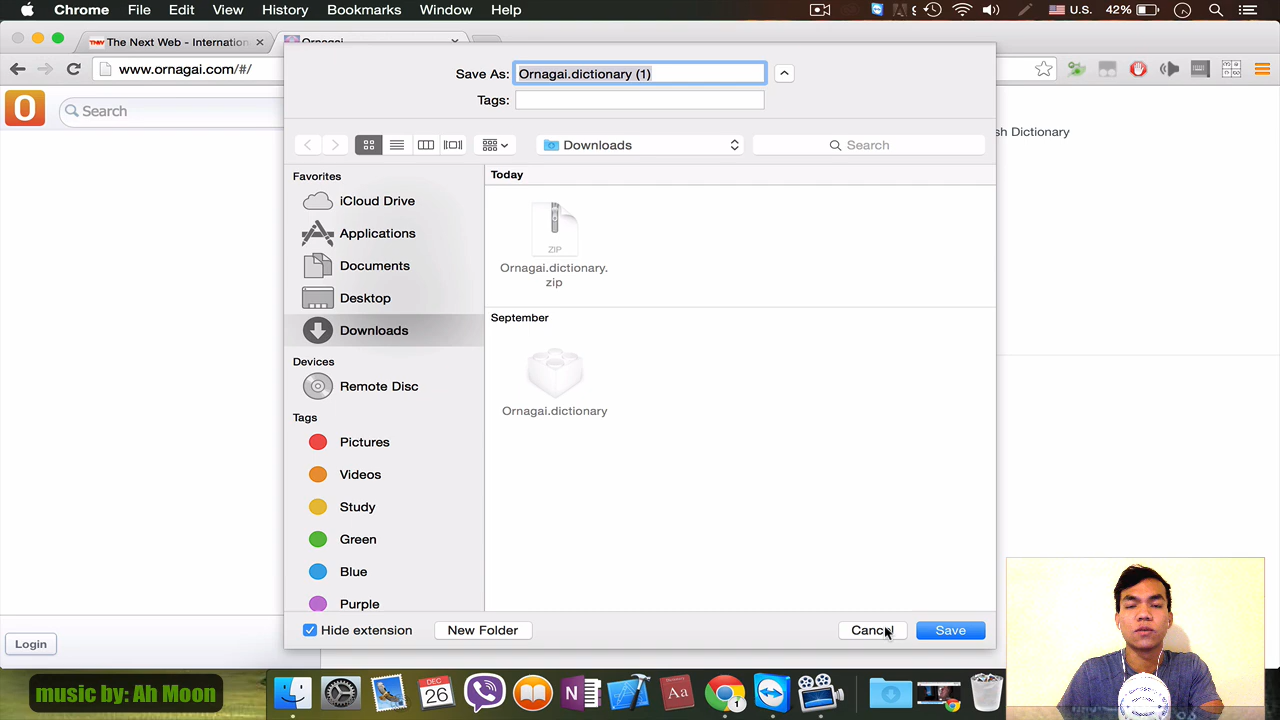 Chrome File Edit View History Bookmarks Window Help U.S. 42%
The Next Web - Internation
Ornagai
www.ornagai.com/#/
Search
sh Dictionary
Save As: Ornagai.dictionary (1)
Tags:
Downloads
Search
Favorites
iCloud Drive
Applications
Documents
Desktop
Downloads
Devices
Remote Disc
Tags
Pictures
Videos
Study
Green
Blue
Purple
Today
ZIP
Ornagai.dictionary.
zip
September
Ornagai.dictionary
Hide extension New Folder Cancel Save
Login
music by: Ah Moon
DEC
26
N
Aa
1